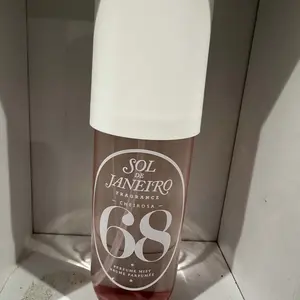 SOL
DE
JANEIRO
FRAGRANCE
CHEIROSA
68
PERFUME MIST
BRUME PARFUMÉE